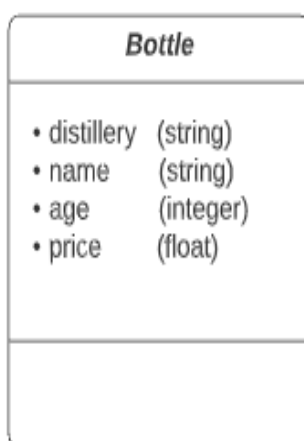 Bottle
• distillery (string)
• name (string)
• age (integer)
• price (float)